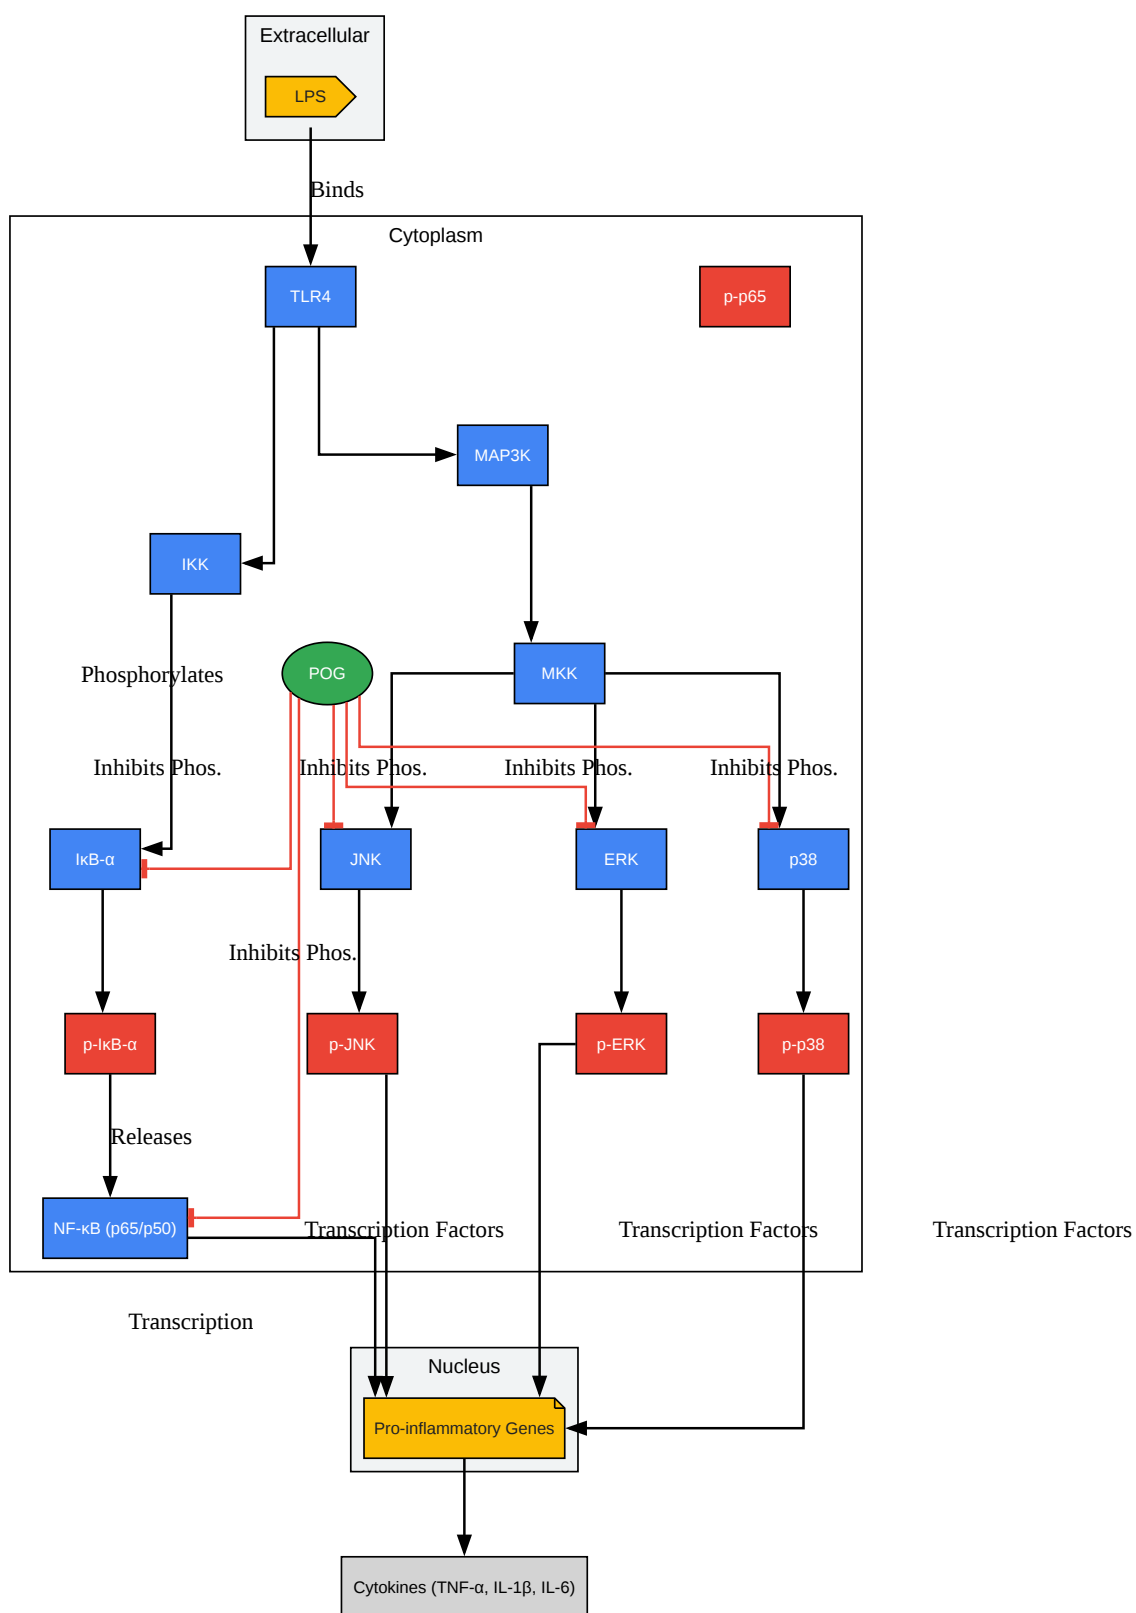 Extracellular
LPS
Binds
Cytoplasm
TLR4
p-p65
MAP3K
IKK
POG
MKK
Phosphorylates
Inhibits Phos.
Inhibits Phos.
Inhibits Phos.
Inhibits Phos.
IκB-α
JNK
ERK
p38
Inhibits Phos.
p-IκB-α
p-JNK
p-ERK
p-p38
Releases
NF-κB (p65/p50)
Transcription Factors
Transcription Factors
Transcription Factors
Transcription
Nucleus
Pro-inflammatory Genes
Cytokines (TNF-α, IL-1β, IL-6)